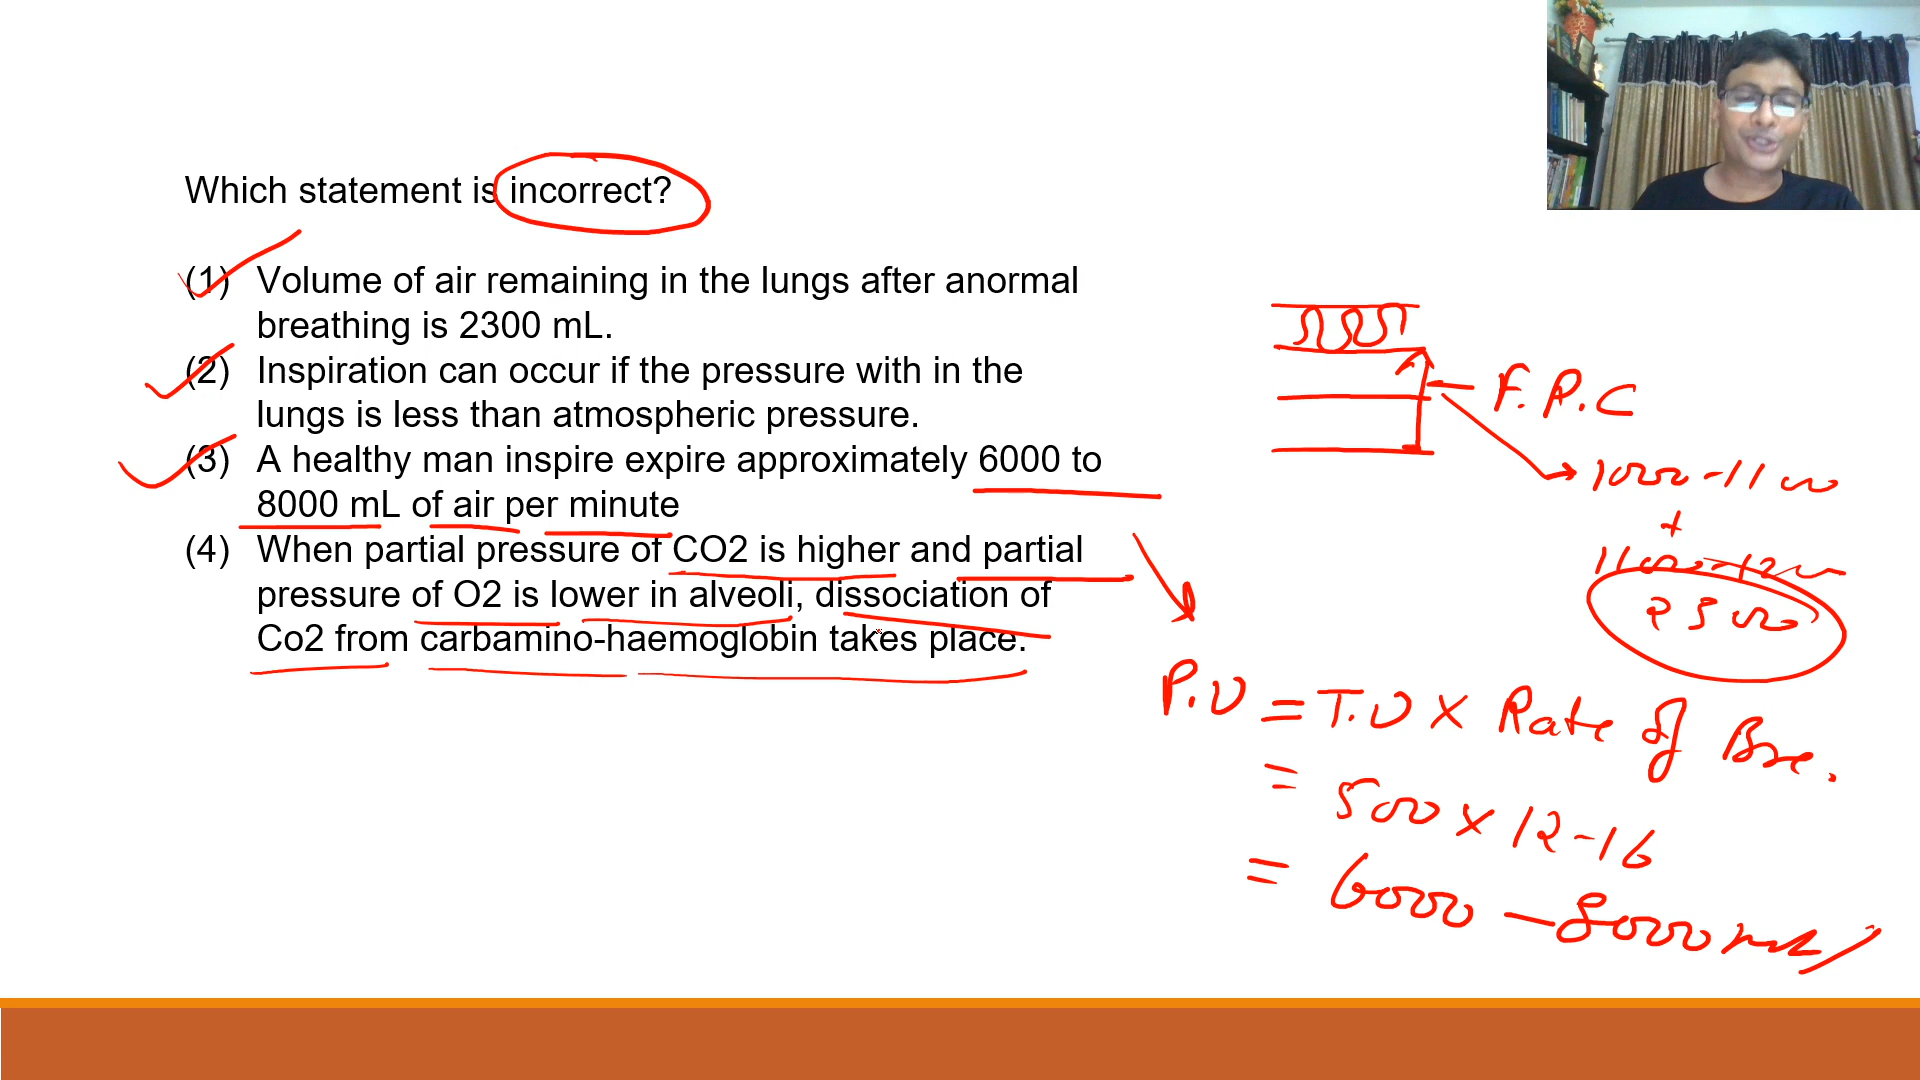 Which statement is incorrect?
(1) Volume of air remaining in the lungs after anormal
breathing is 2300 mL.
(2) Inspiration can occur if the pressure with in the
lungs is less than atmospheric pressure.
(3) A healthy man inspire expire approximately 6000 to
8000 mL of air per minute
(4) When partial pressure of CO2 is higher and partial
pressure of O2 is lower in alveoli, dissociation of
Co2 from carbamino-haemoglobin takes place.
1000 - 1100
+
1100 - 1200
2300
P.V = T.V × Rate of Bre.
= 500 × 12-16
= 6000 - 8000 ml/